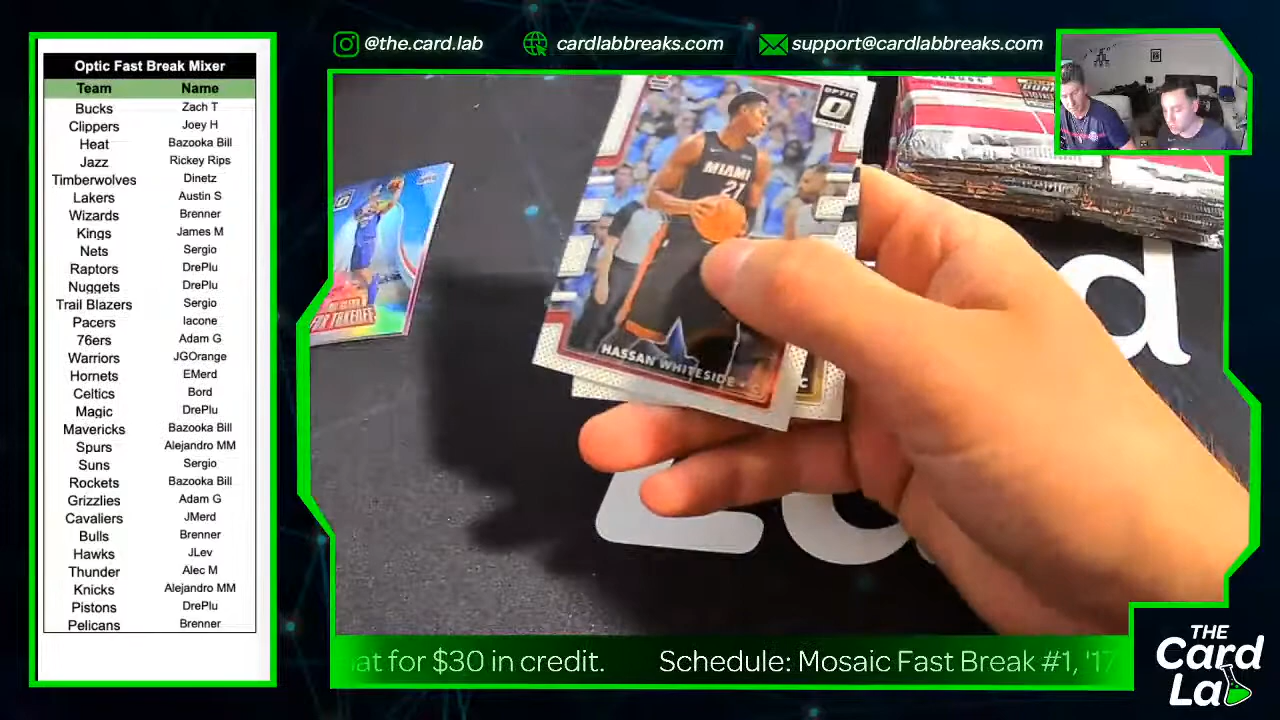 @the.card.lab
cardlabbreaks.com
support@cardlabbreaks.com
Optic Fast Break Mixer
Team Name
Bucks Zach T
Clippers Joey H
Heat Bazooka Bill
Jazz Rickey Rips
Timberwolves Dinetz
Lakers Austin S
Wizards Brenner
Kings James M
Nets Sergio
Raptors DrePlu
Nuggets DrePlu
Trail Blazers Sergio
Pacers Iacone
76ers Adam G
Warriors JGOrange
Hornets EMerd
Celtics Bord
Magic DrePlu
Mavericks Bazooka Bill
Spurs Alejandro MM
Suns Sergio
Rockets Bazooka Bill
Grizzlies Adam G
Cavaliers JMerd
Bulls Brenner
Hawks JLev
Thunder Alec M
Knicks Alejandro MM
Pistons DrePlu
Pelicans Brenner
OPTIC
MIAMI
21
HASSAN WHITESIDE
C
d
at for $30 in credit. Schedule: Mosaic Fast Break #1, '17
THE
Card
Lab